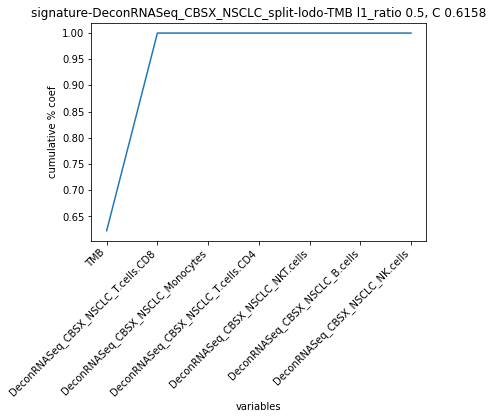 signature-DeconRNASeq_CBSX_NSCLC_split-lodo-TMB l1_ratio 0.5, C 0.6158
cumulative % coef
1.00
0.95
0.90
0.85
0.80
0.75
0.70
0.65
TMB
DeconRNASeq_CBSX_NSCLC_T.cells.CD8
DeconRNASeq_CBSX_NSCLC_Monocytes
DeconRNASeq_CBSX_NSCLC_T.cells.CD4
DeconRNASeq_CBSX_NSCLC_NKT.cells
DeconRNASeq_CBSX_NSCLC_B.cells
DeconRNASeq_CBSX_NSCLC_NK.cells
variables